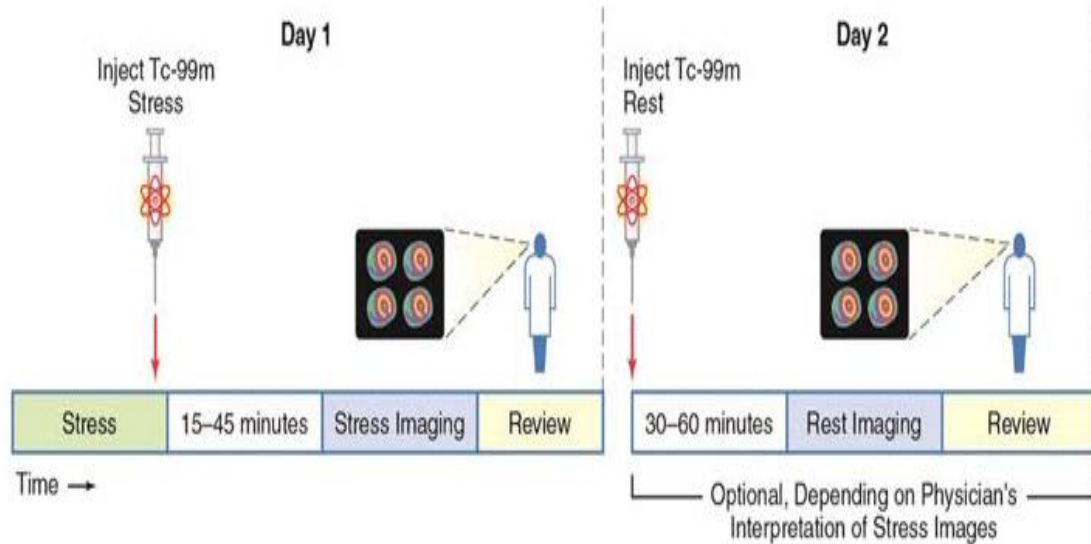 Day 1
Inject Tc-99m
Stress
Day 2
Inject Tc-99m
Rest
Stress
15–45 minutes
Stress Imaging
Review
30–60 minutes
Rest Imaging
Review
Time →
Optional, Depending on Physician's
Interpretation of Stress Images